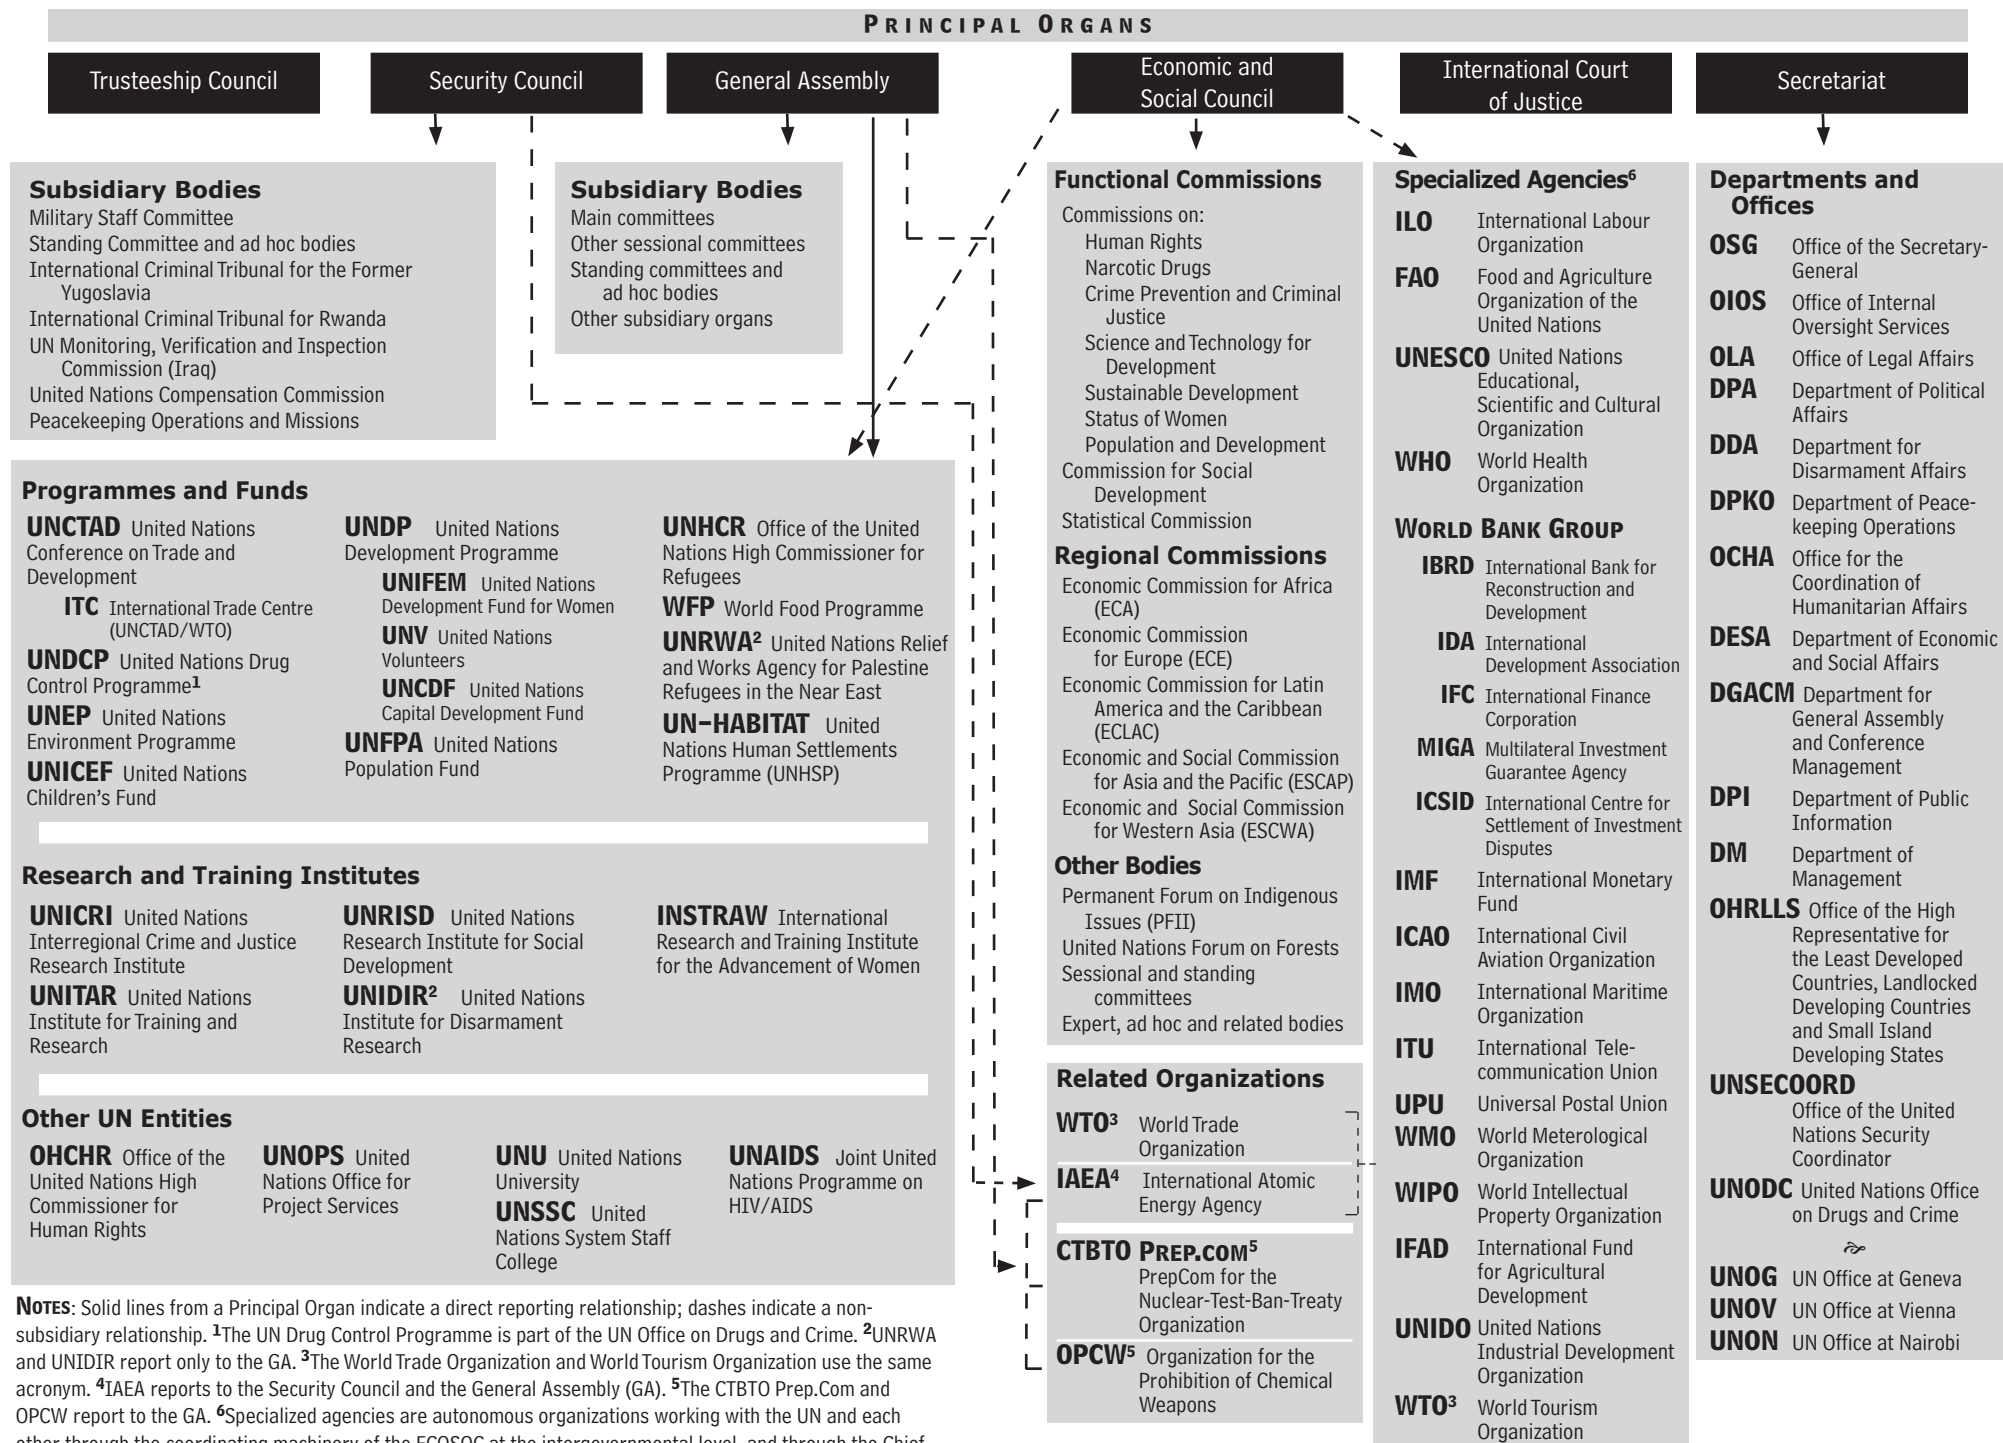 PRINCIPAL ORGANS
Trusteeship Council
Security Council
General Assembly
Economic and
Social Council
International Court
of Justice
Secretariat
Subsidiary Bodies
Military Staff Committee
Standing Committee and ad hoc bodies
International Criminal Tribunal for the Former
Yugoslavia
International Criminal Tribunal for Rwanda
UN Monitoring, Verification and Inspection
Commission (Iraq)
United Nations Compensation Commission
Peacekeeping Operations and Missions
Subsidiary Bodies
Main committees
Other sessional committees
Standing committees and
ad hoc bodies
Other subsidiary organs
Programmes and Funds
UNCTAD United Nations
Conference on Trade and
Development
ITC International Trade Centre
(UNCTAD/WTO)
UNDCP United Nations Drug
Control Programme¹
UNEP United Nations
Environment Programme
UNICEF United Nations
Children's Fund
UNDP United Nations
Development Programme
UNIFEM United Nations
Development Fund for Women
UNV United Nations
Volunteers
UNCDF United Nations
Capital Development Fund
UNFPA United Nations
Population Fund
UNHCR Office of the United
Nations High Commissioner for
Refugees
WFP World Food Programme
UNRWA² United Nations Relief
and Works Agency for Palestine
Refugees in the Near East
UN-HABITAT United
Nations Human Settlements
Programme (UNHSP)
Research and Training Institutes
UNICRI United Nations
Interregional Crime and Justice
Research Institute
UNITAR United Nations
Institute for Training and
Research
UNRISD United Nations
Research Institute for Social
Development
UNIDIR² United Nations
Institute for Disarmament
Research
INSTRAW International
Research and Training Institute
for the Advancement of Women
Other UN Entities
OHCHR Office of the
United Nations High
Commissioner for
Human Rights
UNOPS United
Nations Office for
Project Services
UNU United Nations
University
UNSSC United
Nations System Staff
College
UNAIDS Joint United
Nations Programme on
HIV/AIDS
Functional Commissions
Commissions on:
Human Rights
Narcotic Drugs
Crime Prevention and Criminal
Justice
Science and Technology for
Development
Sustainable Development
Status of Women
Population and Development
Commission for Social
Development
Statistical Commission
Regional Commissions
Economic Commission for Africa
(ECA)
Economic Commission
for Europe (ECE)
Economic Commission for Latin
America and the Caribbean
(ECLAC)
Economic and Social Commission
for Asia and the Pacific (ESCAP)
Economic and Social Commission
for Western Asia (ESCWA)
Other Bodies
Permanent Forum on Indigenous
Issues (PFII)
United Nations Forum on Forests
Sessional and standing
committees
Expert, ad hoc and related bodies
Related Organizations
WTO³ World Trade
Organization
IAEA⁴ International Atomic
Energy Agency
CTBTO PREP.COM⁵
PrepCom for the
Nuclear-Test-Ban-Treaty
Organization
OPCW⁵ Organization for the
Prohibition of Chemical
Weapons
Specialized Agencies⁶
ILO International Labour
Organization
FAO Food and Agriculture
Organization of the
United Nations
UNESCO United Nations
Educational,
Scientific and Cultural
Organization
WHO World Health
Organization
WORLD BANK GROUP
IBRD International Bank for
Reconstruction and
Development
IDA International
Development Association
IFC International Finance
Corporation
MIGA Multilateral Investment
Guarantee Agency
ICSID International Centre for
Settlement of Investment
Disputes
IMF International Monetary
Fund
ICAO International Civil
Aviation Organization
IMO International Maritime
Organization
ITU International Tele-
communication Union
UPU Universal Postal Union
WMO World Meterological
Organization
WIPO World Intellectual
Property Organization
IFAD International Fund
for Agricultural
Development
UNIDO United Nations
Industrial Development
Organization
WTO³ World Tourism
Organization
Departments and
Offices
OSG Office of the Secretary-
General
OIOS Office of Internal
Oversight Services
OLA Office of Legal Affairs
DPA Department of Political
Affairs
DDA Department for
Disarmament Affairs
DPKO Department of Peace-
keeping Operations
OCHA Office for the
Coordination of
Humanitarian Affairs
DESA Department of Economic
and Social Affairs
DGACM Department for
General Assembly
and Conference
Management
DPI Department of Public
Information
DM Department of
Management
OHRLLS Office of the High
Representative for
the Least Developed
Countries, Landlocked
Developing Countries
and Small Island
Developing States
UNSECOORD
Office of the United
Nations Security
Coordinator
UNODC United Nations Office
on Drugs and Crime
UNOG UN Office at Geneva
UNOV UN Office at Vienna
UNON UN Office at Nairobi
NOTES: Solid lines from a Principal Organ indicate a direct reporting relationship; dashes indicate a non-
subsidiary relationship. ¹The UN Drug Control Programme is part of the UN Office on Drugs and Crime. ²UNRWA
and UNIDIR report only to the GA. ³The World Trade Organization and World Tourism Organization use the same
acronym. ⁴IAEA reports to the Security Council and the General Assembly (GA). ⁵The CTBTO Prep.Com and
OPCW report to the GA. ⁶Specialized agencies are autonomous organizations working with the UN and each
other through the coordinating machinery of the ECOSOC at the intergovernmental level, and through the Chief